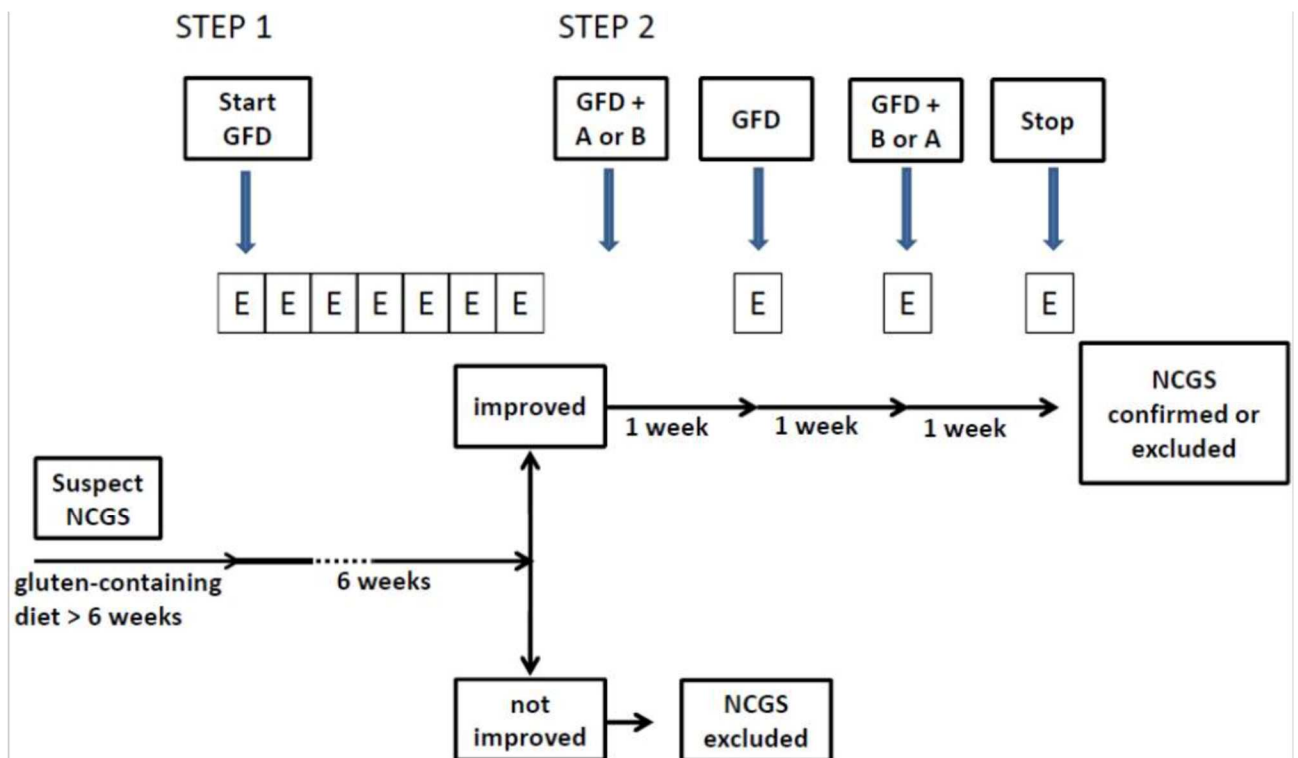 STEP 1
STEP 2
Start
GFD
GFD +
A or B
GFD
GFD +
B or A
Stop
E E E E E E E
E
E
E
improved
1 week
1 week
1 week
NCGS
confirmed or
excluded
Suspect
NCGS
gluten-containing
diet > 6 weeks
6 weeks
not
improved
NCGS
excluded